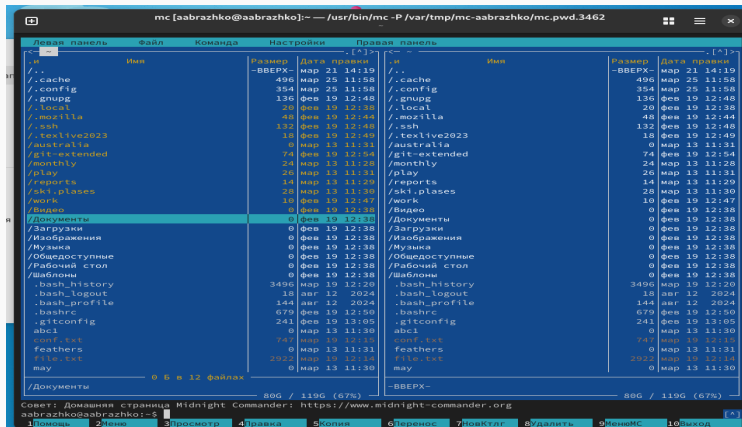 mc [aabrazhko@aabrazhko]:~ — /usr/bin/mc -P /var/tmp/mc-aabrazhko/mc.pwd.3462
Левая панель Файл Команда Настройки Правая панель
<— ~ .[^]> <— ~ .[^]>
.и Имя Размер Дата правки .и Имя Размер Дата правки
/.. -ВВЕРХ- мар 21 14:19 /.. -ВВЕРХ- мар 21 14:19
/.cache 496 мар 25 11:58 /.cache 496 мар 25 11:58
/.config 354 мар 25 11:58 /.config 354 мар 25 11:58
/.gnupg 136 фев 19 12:48 /.gnupg 136 фев 19 12:48
/.local 20 фев 19 12:38 /.local 20 фев 19 12:38
/.mozilla 48 фев 19 12:44 /.mozilla 48 фев 19 12:44
/.ssh 132 фев 19 12:48 /.ssh 132 фев 19 12:48
/.texlive2023 18 фев 19 12:49 /.texlive2023 18 фев 19 12:49
/australia 0 мар 13 11:31 /australia 0 мар 13 11:31
/git-extended 74 фев 19 12:54 /git-extended 74 фев 19 12:54
/monthly 24 мар 13 11:28 /monthly 24 мар 13 11:28
/play 26 мар 13 11:31 /play 26 мар 13 11:31
/reports 14 мар 13 11:29 /reports 14 мар 13 11:29
/ski.plases 28 мар 13 11:30 /ski.plases 28 мар 13 11:30
/work 10 фев 19 12:47 /work 10 фев 19 12:47
/Видео 0 фев 19 12:38 /Видео 0 фев 19 12:38
/Документы 0 фев 19 12:38 /Документы 0 фев 19 12:38
/Загрузки 0 фев 19 12:38 /Загрузки 0 фев 19 12:38
/Изображения 0 фев 19 12:38 /Изображения 0 фев 19 12:38
/Музыка 0 фев 19 12:38 /Музыка 0 фев 19 12:38
/Общедоступные 0 фев 19 12:38 /Общедоступные 0 фев 19 12:38
/Рабочий стол 0 фев 19 12:38 /Рабочий стол 0 фев 19 12:38
/Шаблоны 0 фев 19 12:38 /Шаблоны 0 фев 19 12:38
.bash_history 3496 мар 19 12:20 .bash_history 3496 мар 19 12:20
.bash_logout 18 авг 12 2024 .bash_logout 18 авг 12 2024
.bash_profile 144 авг 12 2024 .bash_profile 144 авг 12 2024
.bashrc 679 фев 19 12:50 .bashrc 679 фев 19 12:50
.gitconfig 241 фев 19 13:05 .gitconfig 241 фев 19 13:05
abc1 0 мар 13 11:30 abc1 0 мар 13 11:30
conf.txt 747 мар 19 12:15 conf.txt 747 мар 19 12:15
feathers 0 мар 13 11:31 feathers 0 мар 13 11:31
file.txt 2922 мар 19 12:14 file.txt 2922 мар 19 12:14
may 0 мар 13 11:30 may 0 мар 13 11:30
0 Б в 12 файлах
/Документы -ВВЕРХ-
80G / 119G (67%) 80G / 119G (67%)
Совет: Домашняя страница Midnight Commander: https://www.midnight-commander.org
aabrazhko@aabrazhko:~$ [^]
1Помощь 2Меню 3Просмотр 4Правка 5Копия 6Перенос 7НовКтлг 8Удалить 9МенюMC 10Выход